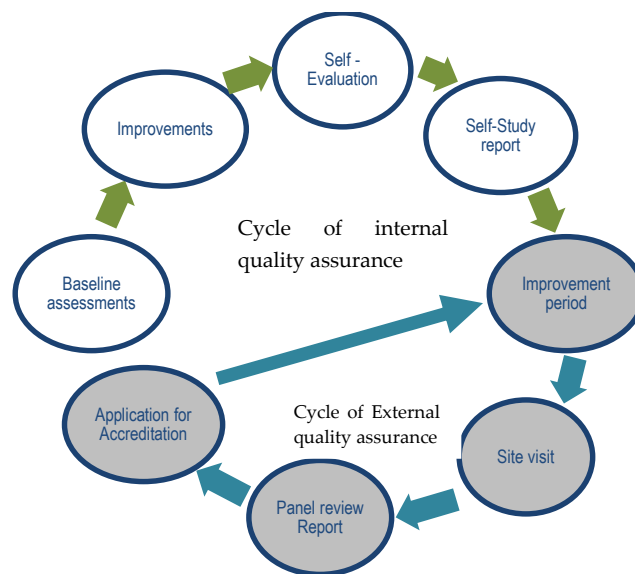 Self -
Evaluation
Improvements
Self-Study
report
Cycle of internal
quality assurance
Baseline
assessments
Improvement
period
Application for
Accreditation
Cycle of External
quality assurance
Site visit
Panel review
Report